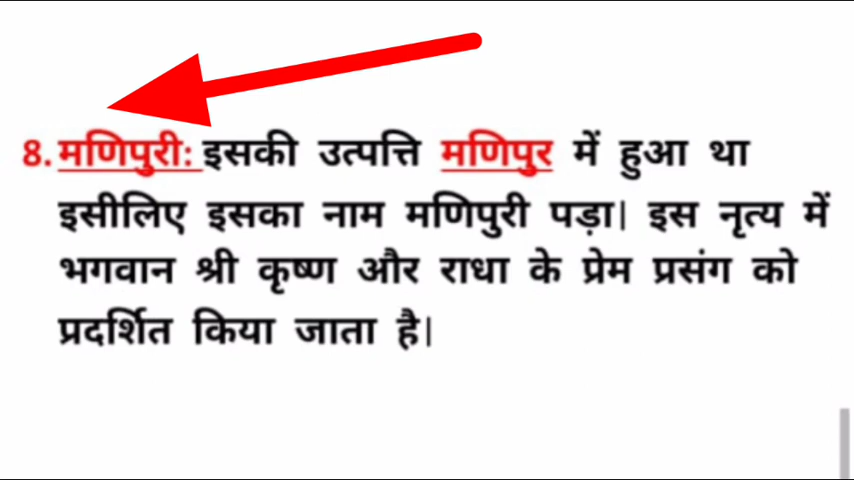 8. मणिपुरी: इसकी उत्पत्ति मणिपुर में हुआ था
इसीलिए इसका नाम मणिपुरी पड़ा| इस नृत्य में
भगवान श्री कृष्ण और राधा के प्रेम प्रसंग को
प्रदर्शित किया जाता है|